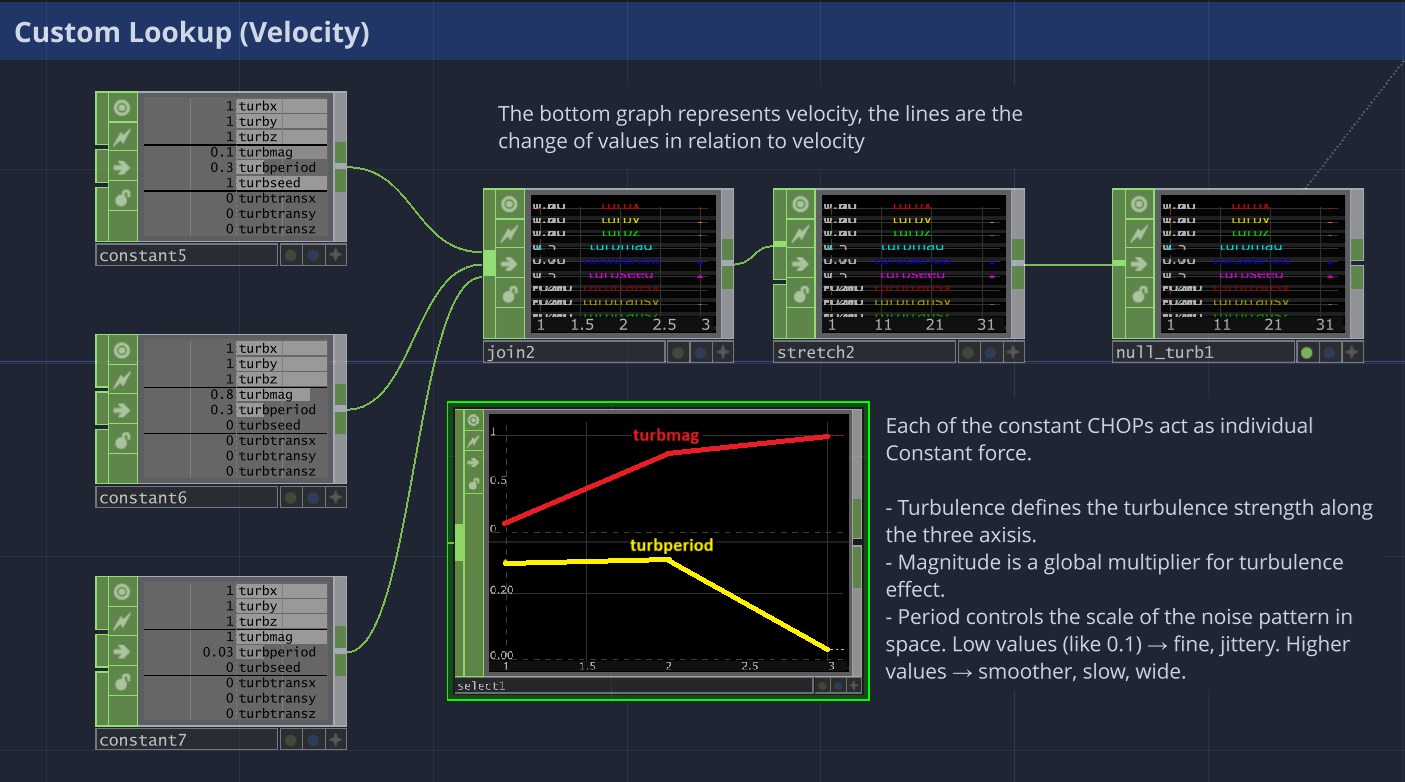 Custom Lookup (Velocity)
The bottom graph represents velocity, the lines are the
change of values in relation to velocity
1 turbx
1 turby
1 turbz
0.1 turbmag
0.3 turbperiod
1 turbseed
0 turbtransx
0 turbtransy
0 turbtransz
constant5
1 turbx
1 turby
1 turbz
0.8 turbmag
0.3 turbperiod
0 turbseed
0 turbtransx
0 turbtransy
0 turbtransz
constant6
1 turbx
1 turby
1 turbz
1 turbmag
0.03 turbperiod
0 turbseed
0 turbtransx
0 turbtransy
0 turbtransz
constant7
turbx
turby
turbz
turbmag
turbseed
turbtransx
turbtransy
turbtransz
1 1.5 2 2.5 3
join2
turbx
turby
turbz
turbmag
turbseed
turbtransx
turbtransy
turbtransz
1 11 21 31
stretch2
turbx
turby
turbz
turbmag
turbseed
turbtransx
turbtransy
turbtransz
1 11 21 31
null_turb1
turbmag
1
0.5
0
turbperiod
0.20
0.00
1 1.5 2 2.5 3
select1
Each of the constant CHOPs act as individual
Constant force.
- Turbulence defines the turbulence strength along
the three axisis.
- Magnitude is a global multiplier for turbulence
effect.
- Period controls the scale of the noise pattern in
space. Low values (like 0.1) → fine, jittery. Higher
values → smoother, slow, wide.